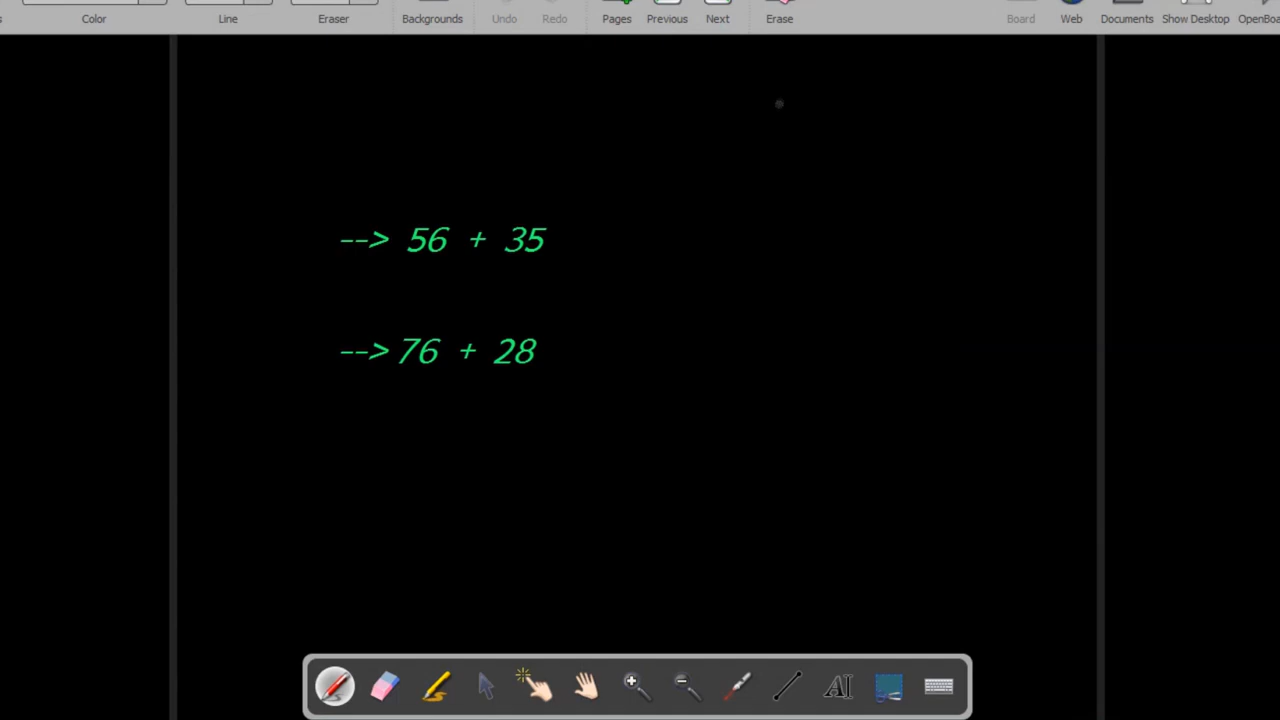 Color Line Eraser Backgrounds Undo Redo Pages Previous Next Erase Board Web Documents Show Desktop
--> 56 + 35
--> 76 + 28
AI